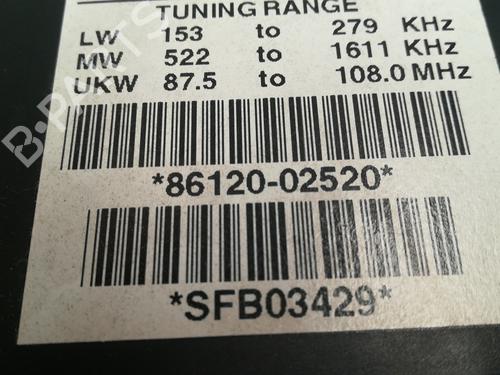 TUNING RANGE
LW 153 to 279 KHz
MW 522 to 1611 KHz
UKW 87.5 to 108.0 MHz
*86120-02520*
*SFB03429*
B-PARTS